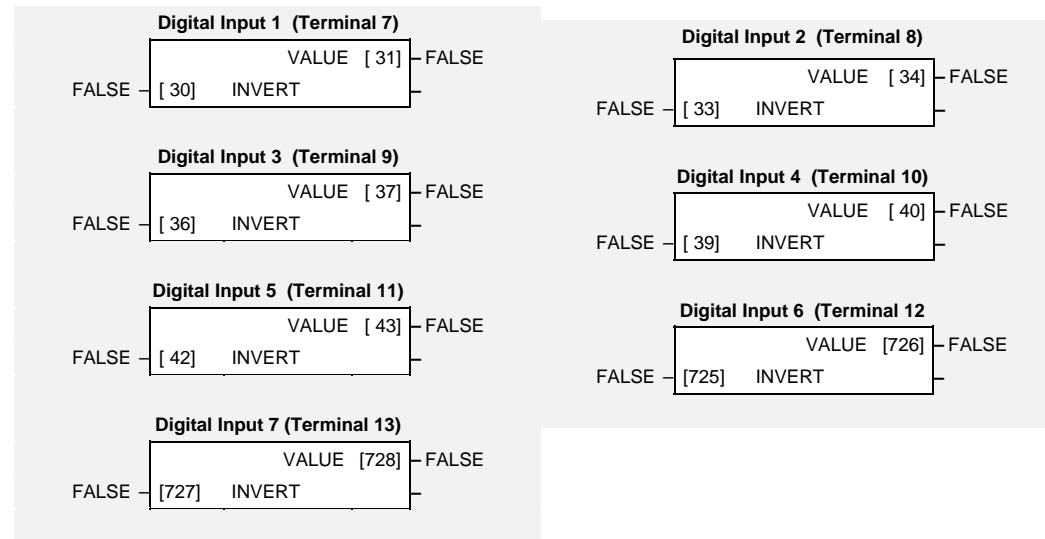 Digital Input 1 (Terminal 7)
VALUE [ 31] FALSE
FALSE [ 30] INVERT
Digital Input 2 (Terminal 8)
VALUE [ 34] FALSE
FALSE [ 33] INVERT
Digital Input 3 (Terminal 9)
VALUE [ 37] FALSE
FALSE [ 36] INVERT
Digital Input 4 (Terminal 10)
VALUE [ 40] FALSE
FALSE [ 39] INVERT
Digital Input 5 (Terminal 11)
VALUE [ 43] FALSE
FALSE [ 42] INVERT
Digital Input 6 (Terminal 12
VALUE [726] FALSE
FALSE [725] INVERT
Digital Input 7 (Terminal 13)
VALUE [728] FALSE
FALSE [727] INVERT